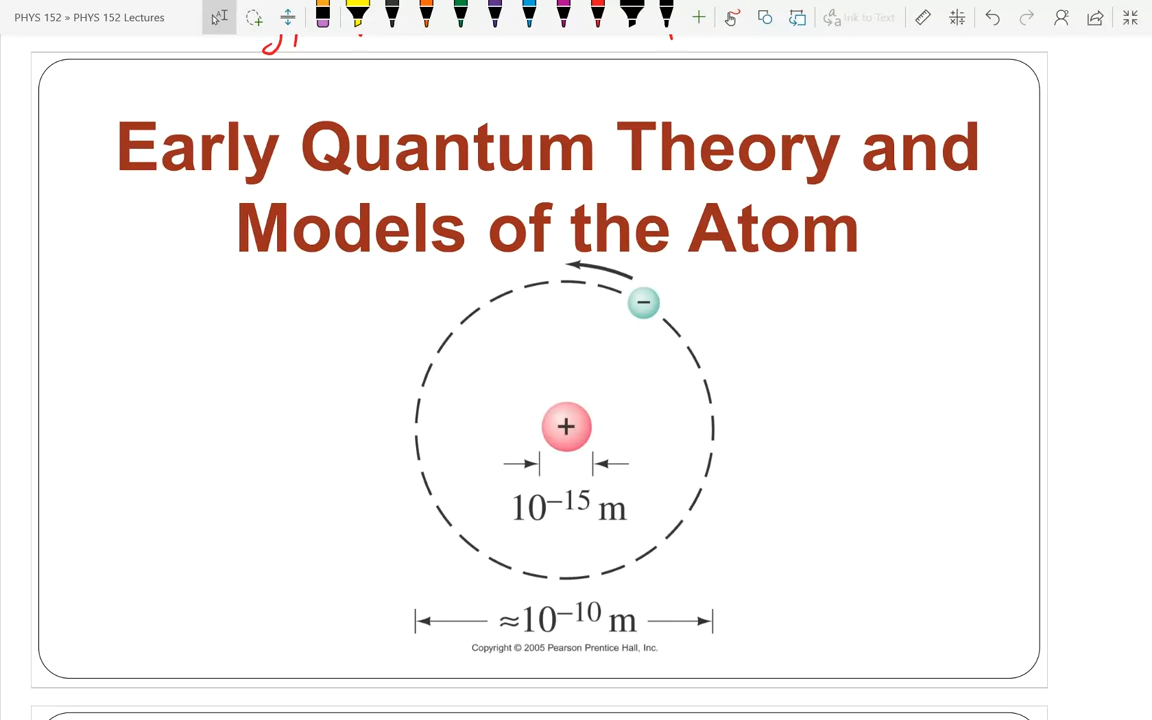 PHYS 152 » PHYS 152 Lectures
Ink to Text
Early Quantum Theory and
Models of the Atom
−
+
10⁻¹⁵ m
≈10⁻¹⁰ m
Copyright © 2005 Pearson Prentice Hall, Inc.